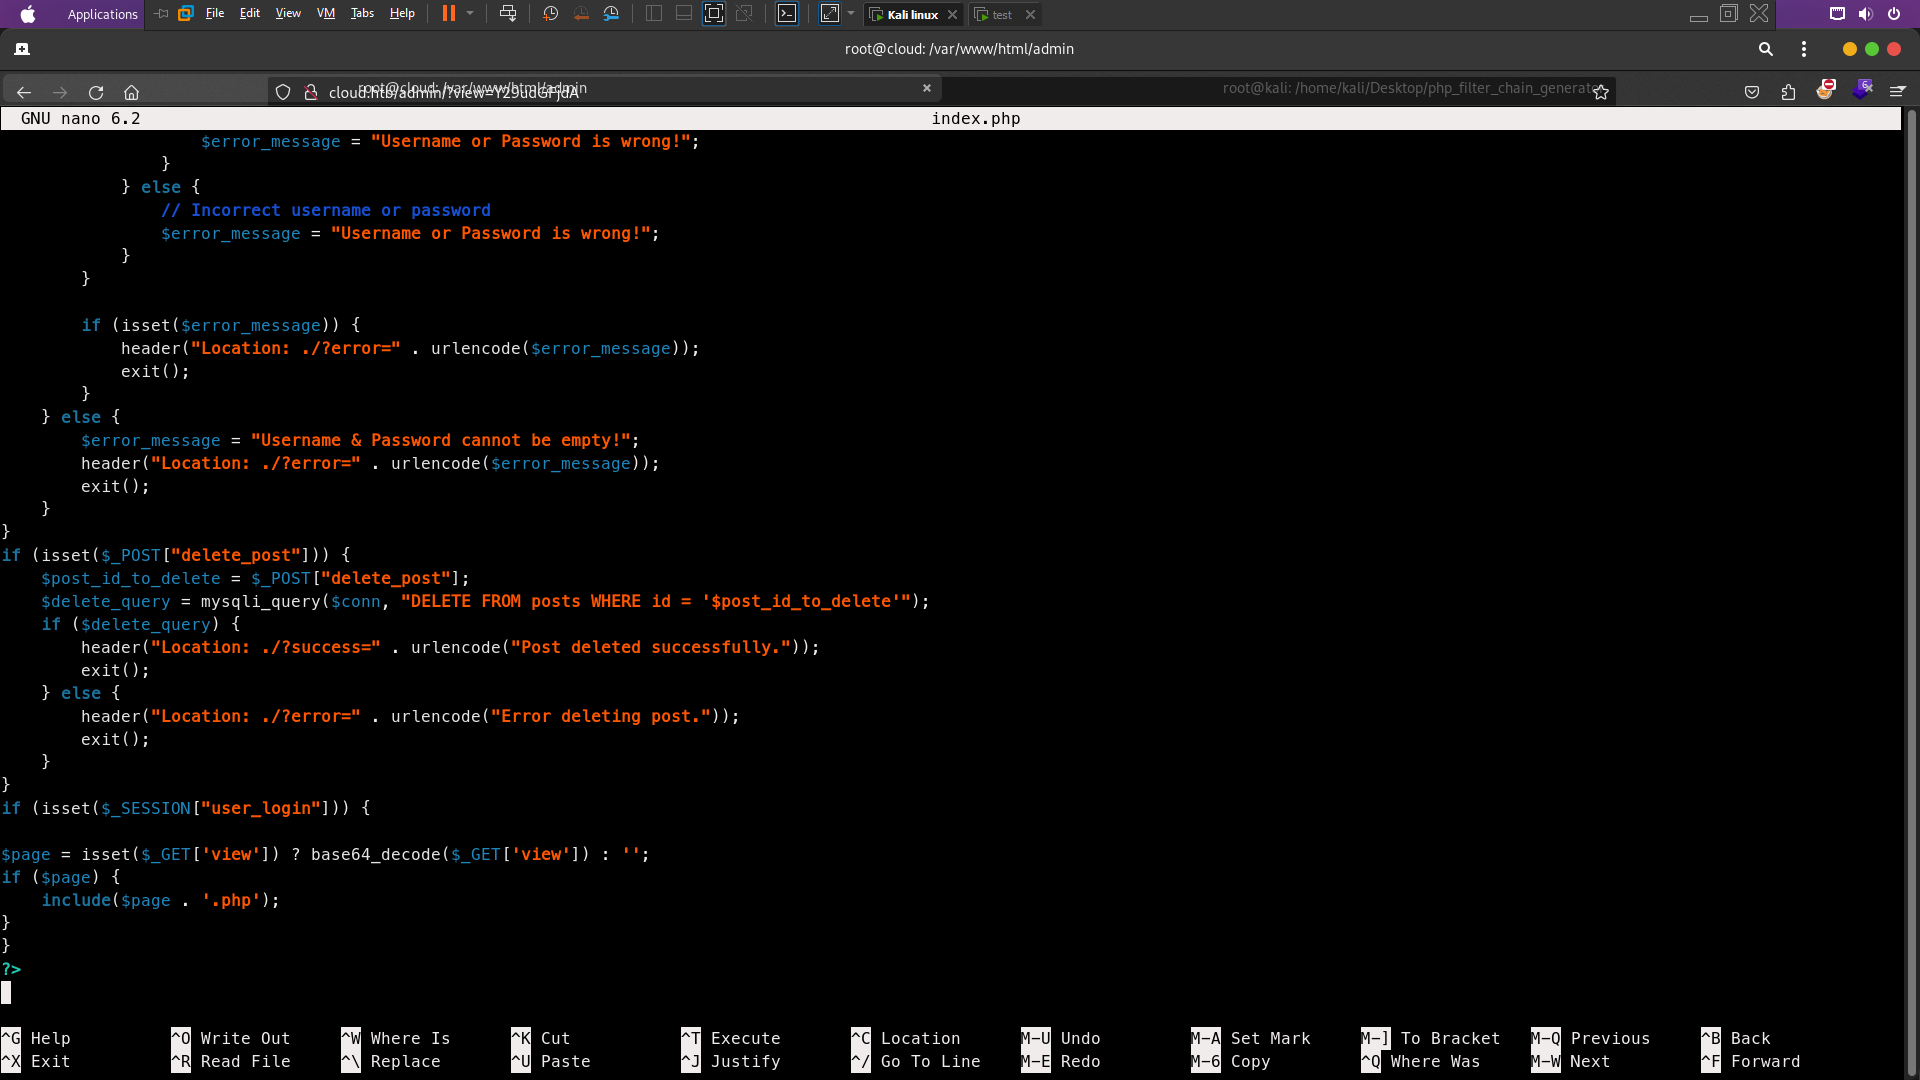 Applications File Edit View VM Tabs Help Kali linux test
root@cloud: /var/www/html/admin
root@cloud: /var/www/html/admin
cloud.htb/admin/?view=Y29udGFjdA
root@kali: /home/kali/Desktop/php_filter_chain_generato
6
GNU nano 6.2 index.php
$error_message = "Username or Password is wrong!";
}
} else {
// Incorrect username or password
$error_message = "Username or Password is wrong!";
}
}
if (isset($error_message)) {
header("Location: ./?error=" . urlencode($error_message));
exit();
}
} else {
$error_message = "Username & Password cannot be empty!";
header("Location: ./?error=" . urlencode($error_message));
exit();
}
}
if (isset($_POST["delete_post"])) {
$post_id_to_delete = $_POST["delete_post"];
$delete_query = mysqli_query($conn, "DELETE FROM posts WHERE id = '$post_id_to_delete'");
if ($delete_query) {
header("Location: ./?success=" . urlencode("Post deleted successfully."));
exit();
} else {
header("Location: ./?error=" . urlencode("Error deleting post."));
exit();
}
}
if (isset($_SESSION["user_login"])) {
$page = isset($_GET['view']) ? base64_decode($_GET['view']) : '';
if ($page) {
include($page . '.php');
}
}
?>
^G Help ^O Write Out ^W Where Is ^K Cut ^T Execute ^C Location M-U Undo M-A Set Mark M-] To Bracket M-Q Previous ^B Back
^X Exit ^R Read File ^\ Replace ^U Paste ^J Justify ^/ Go To Line M-E Redo M-6 Copy ^Q Where Was M-W Next ^F Forward